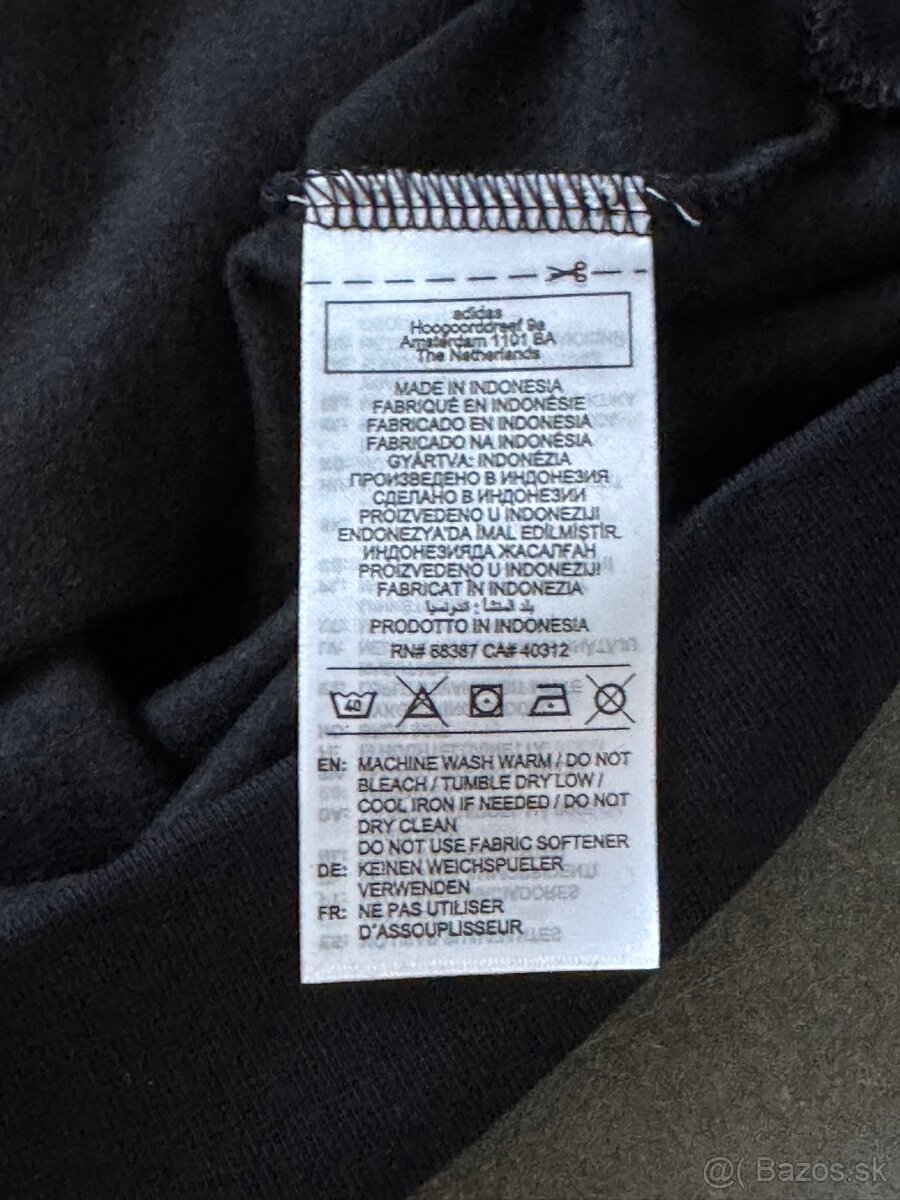 adidas
Hoogoorddreef 9a
Amsterdam 1101 BA
The Netherlands
MADE IN INDONESIA
FABRIQUÉ EN INDONÉSIE
FABRICADO EN INDONESIA
FABRICADO NA INDONÉSIA
GYÁRTVA: INDONÉZIA
ПРОИЗВЕДЕНО В ИНДОНЕЗИЯ
СДЕЛАНО В ИНДОНЕЗИИ
PROIZVEDENO U INDONEZIJI
ENDONEZYA'DA İMAL EDİLMİŞTİR.
ИНДОНЕЗИЯДА ЖАСАЛҒАН
PROIZVEDENO U INDONEZIJI
FABRICAT ÎN INDONEZIA
بلد المنشأ : اندونيسيا
PRODOTTO IN INDONESIA
RN# 88387 CA# 40312
40
EN: MACHINE WASH WARM / DO NOT
BLEACH / TUMBLE DRY LOW /
COOL IRON IF NEEDED / DO NOT
DRY CLEAN
DO NOT USE FABRIC SOFTENER
DE: KEINEN WEICHSPUELER
VERWENDEN
FR: NE PAS UTILISER
D'ASSOUPLISSEUR
@( Bazos.sk